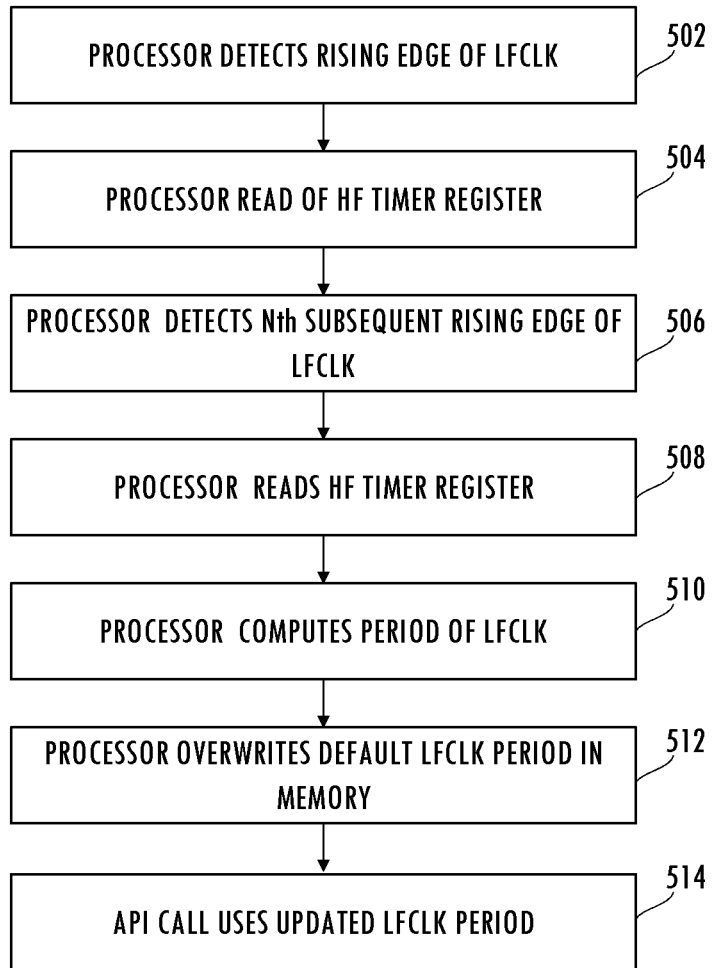 PROCESSOR DETECTS RISING EDGE OF LFCLK
502
PROCESSOR READ OF HF TIMER REGISTER
504
PROCESSOR DETECTS Nth SUBSEQUENT RISING EDGE OF
LFCLK
506
PROCESSOR READS HF TIMER REGISTER
508
PROCESSOR COMPUTES PERIOD OF LFCLK
510
PROCESSOR OVERWRITES DEFAULT LFCLK PERIOD IN
MEMORY
512
API CALL USES UPDATED LFCLK PERIOD
514